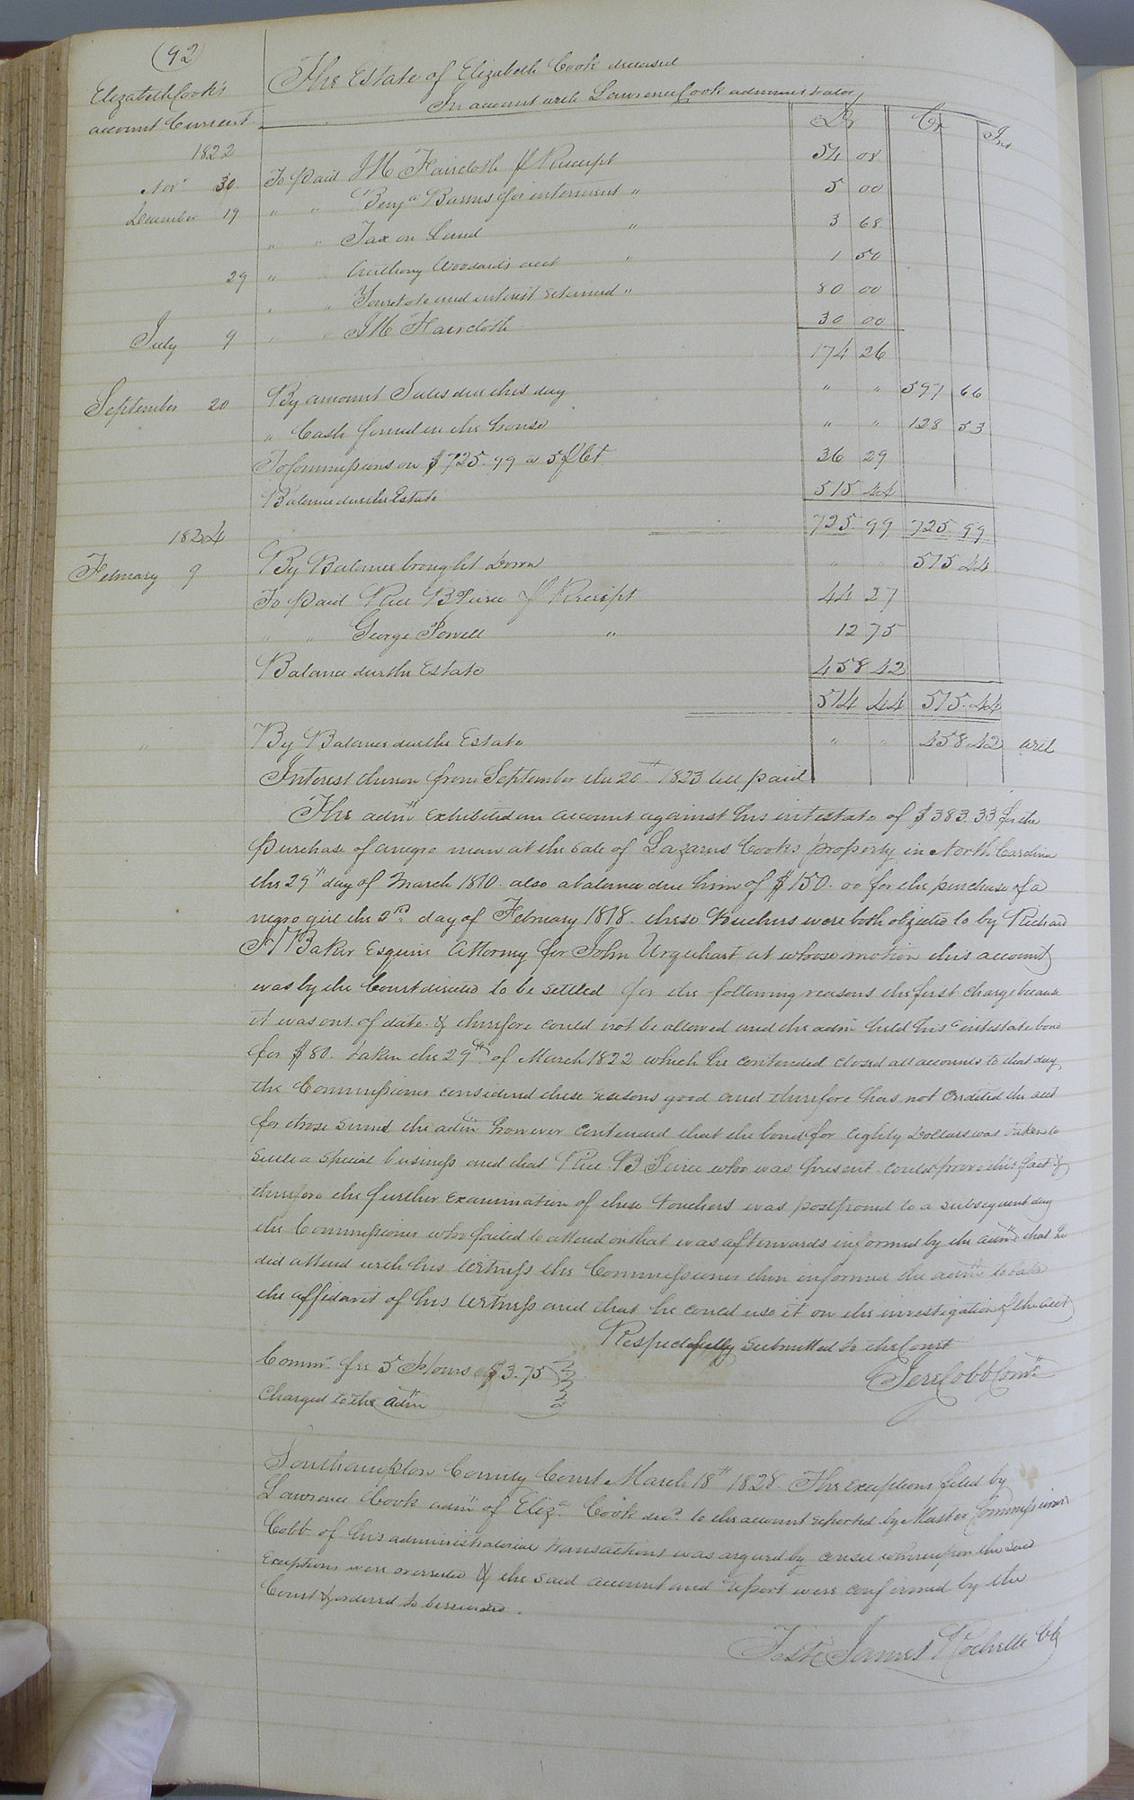 (92)
Elizabeth Cook's
account Current
The Estate of Elizabeth Cook deceased
In account with Lawrence Cook administrator
Dr Cr Int
1822
Novr 30 To paid J M Faircloth pr Receipt 54 08
December 19 " " Benja Barns for interment " 5 00
" " Tax on Land " 3 68
29 " Anthony Woodard's acct " 1 50
" " and interest retained " 80 00
July 9 " " J M Faircloth 30 00
174 26
September 20 By amount Sales due this day " " 597 66
" Cash found in the house " " 128 53
To Commissions on $725.99 a 5 pr Ct 36 29
Balance due the Estate 515 44
725 99 725 99
1824
February 9 By Balance brought Down " 515 44
To paid Rice B Pierce pr Receipt 44 27
" " George Powell " 12 75
Balance due the Estate 458 42
514 44 515 44
" By Balance due the Estate " " 458 42 with
Interest thereon from September the 20th 1823 till paid
The admr exhibited an account against his intestate of $383.33 for the
purchase of a negro man at the sale of Lazarus Cooks property in North Carolina
the 29th day of March 1810 also a balance due him of $150.00 for the purchase of a
negro girl the 3rd day of February 1818 these vouchers were both objected to by Richard
H Baker Esquire Attorney for John Urquhart at whose motion this account
was by the Court directed to be settled for the following reasons the first charge because
it was out of date & therefore could not be allowed and the admr held his intestate bond
for $80 taken the 29th of March 1822 which he contended closed all accounts to that day
the Commissioner considered these reasons good and therefore has not credited the acct
for those sums the admr however contended that the bond for Eighty Dollars was taken to
settle a special business and that Rice B Pierce who was present could prove this fact &
therefore the further examination of these vouchers was postponed to a subsequent day
the Commissioner who failed to attend on that was afterwards informed by the admr that he
did attend with his witness the Commissioner then informed the admr to take
the affidavit of his witness and that he could use it on the investigation of the acct
Respectfully Submitted to the Court
Commr fee 5 Hours $3.75
Charged to the admr
Jere Cobb Comr
Southampton County Court March 18th 1828 The exceptions filed by
Lawrence Cook admr of Elizh Cook decd to the account reported by Master Commissioner
Cobb of his administratorial transactions was argued by Consel whereupon the said
exceptions were overruled & the said account and report were confirmed by the
Court & ordered to be recorded.
Teste James Rochelle Clk